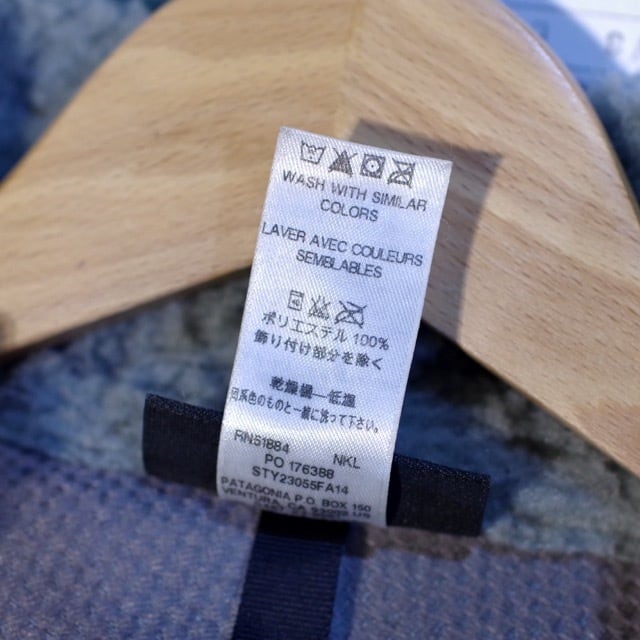 WASH WITH SIMILAR
COLORS
LAVER AVEC COULEURS
SEMBLABLES
ポリエステル 100%
飾り付け部分を除く
乾燥機―低温
同系色のものと一緒に洗って下さい。
RN51884 NKL
PO 176388
STY23055FA14
PATAGONIA P.O. BOX 150
VENTURA, CA